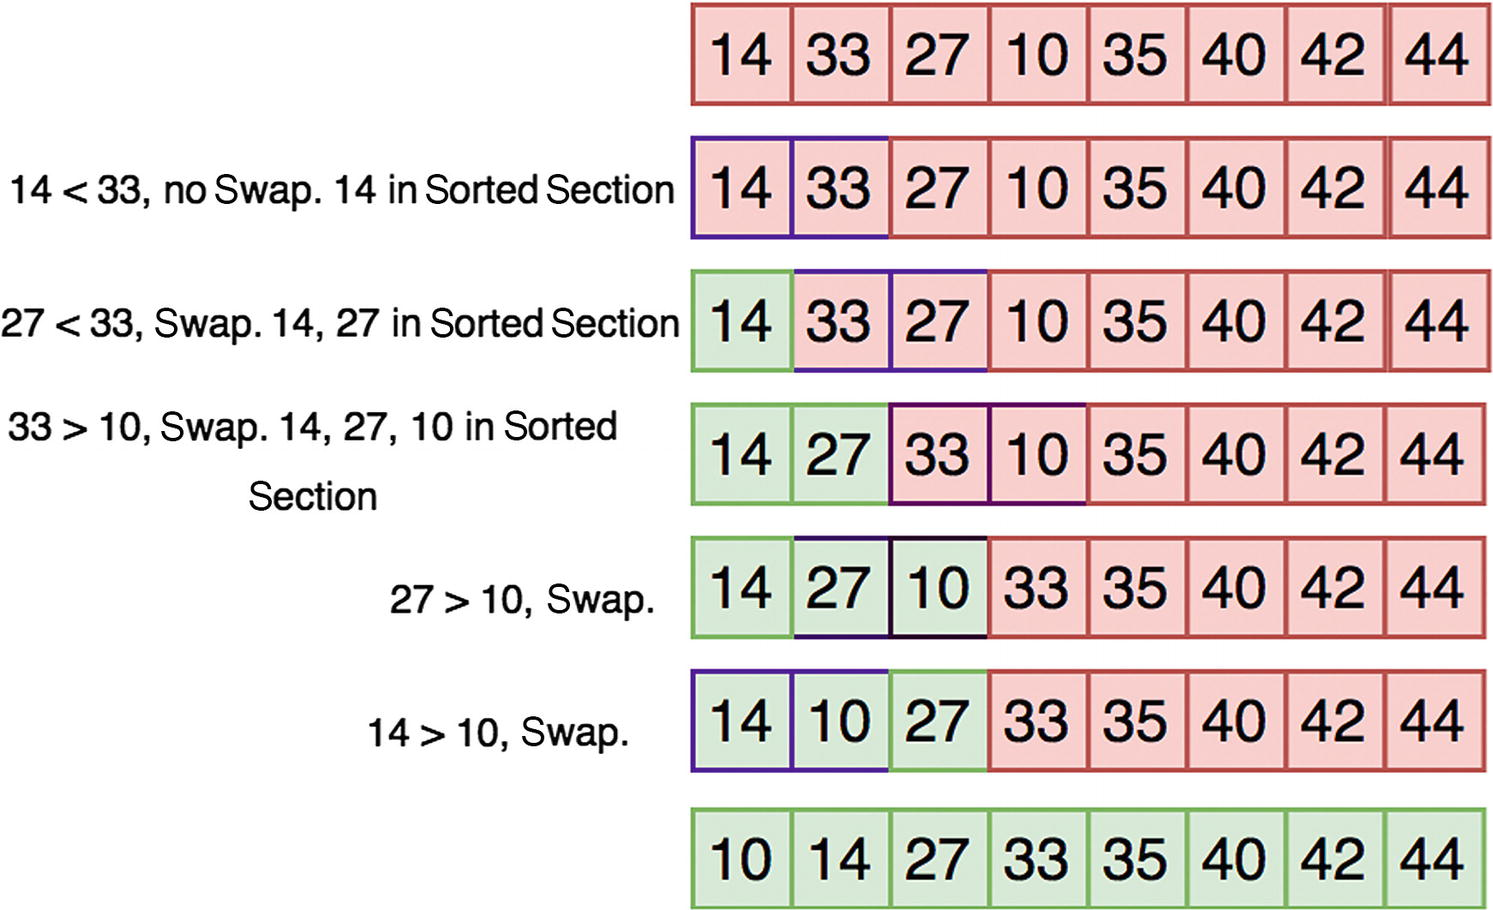 14 33 27 10 35 40 42 44
14 < 33, no Swap. 14 in Sorted Section 14 33 27 10 35 40 42 44
27 < 33, Swap. 14, 27 in Sorted Section 14 33 27 10 35 40 42 44
33 > 10, Swap. 14, 27, 10 in Sorted
Section
14 27 33 10 35 40 42 44
27 > 10, Swap. 14 27 10 33 35 40 42 44
14 > 10, Swap. 14 10 27 33 35 40 42 44
10 14 27 33 35 40 42 44